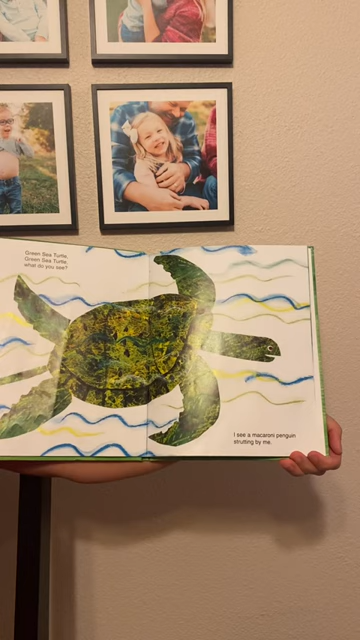 Green Sea Turtle,
Green Sea Turtle,
what do you see?
I see a macaroni penguin
strutting by me.